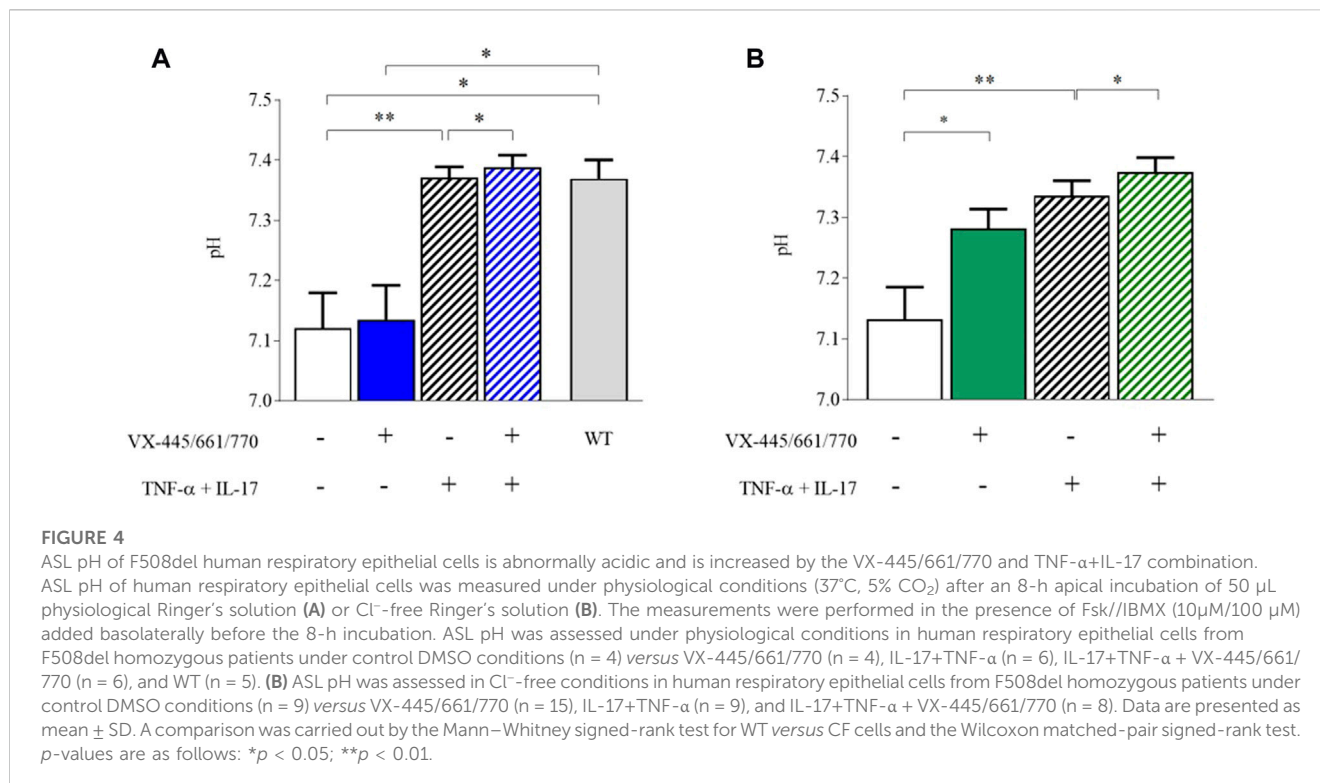 A
B
* 
*
** *
** *
*
7.5
7.4
7.3
7.2
7.1
7.0
pH
7.5
7.4
7.3
7.2
7.1
7.0
pH
VX-445/661/770 - + - + WT
TNF-α + IL-17 - - + +
VX-445/661/770 - + - +
TNF-α + IL-17 - - + +
FIGURE 4
ASL pH of F508del human respiratory epithelial cells is abnormally acidic and is increased by the VX-445/661/770 and TNF-α+IL-17 combination.
ASL pH of human respiratory epithelial cells was measured under physiological conditions (37°C, 5% CO₂) after an 8-h apical incubation of 50 µL
physiological Ringer's solution (A) or Cl⁻-free Ringer's solution (B). The measurements were performed in the presence of Fsk//IBMX (10µM/100 µM)
added basolaterally before the 8-h incubation. ASL pH was assessed under physiological conditions in human respiratory epithelial cells from
F508del homozygous patients under control DMSO conditions (n = 4) versus VX-445/661/770 (n = 4), IL-17+TNF-α (n = 6), IL-17+TNF-α + VX-445/661/
770 (n = 6), and WT (n = 5). (B) ASL pH was assessed in Cl⁻-free conditions in human respiratory epithelial cells from F508del homozygous patients under
control DMSO conditions (n = 9) versus VX-445/661/770 (n = 15), IL-17+TNF-α (n = 9), and IL-17+TNF-α + VX-445/661/770 (n = 8). Data are presented as
mean ± SD. A comparison was carried out by the Mann–Whitney signed-rank test for WT versus CF cells and the Wilcoxon matched-pair signed-rank test.
p-values are as follows: *p < 0.05; **p < 0.01.